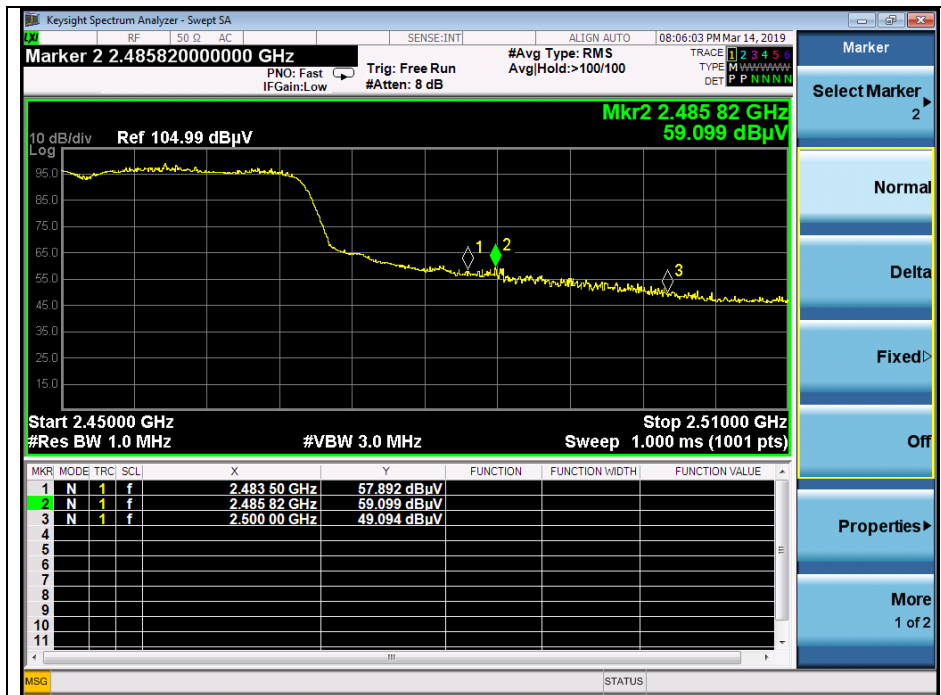 Keysight Spectrum Analyzer - Swept SA
LXI RF 50 Ω AC SENSE:INT ALIGN AUTO 08:06:03 PM Mar 14, 2019
Marker 2 2.485820000000 GHz
PNO: Fast
IFGain:Low
Trig: Free Run
#Atten: 8 dB
#Avg Type: RMS
Avg|Hold:>100/100
TRACE 1 2 3 4 5 6
TYPE M W W W W W
DET P P N N N N
Mkr2 2.485 82 GHz
59.099 dBµV
10 dB/div Ref 104.99 dBµV
Log
95.0
85.0
75.0
65.0
55.0
45.0
35.0
25.0
15.0
1
2
3
Start 2.45000 GHz Stop 2.51000 GHz
#Res BW 1.0 MHz #VBW 3.0 MHz Sweep 1.000 ms (1001 pts)
MKR MODE TRC SCL X Y FUNCTION FUNCTION WIDTH FUNCTION VALUE
1 N 1 f 2.483 50 GHz 57.892 dBµV
2 N 1 f 2.485 82 GHz 59.099 dBµV
3 N 1 f 2.500 00 GHz 49.094 dBµV
4
5
6
7
8
9
10
11
MSG STATUS
Marker
Select Marker
2
Normal
Delta
Fixed
Off
Properties
More
1 of 2